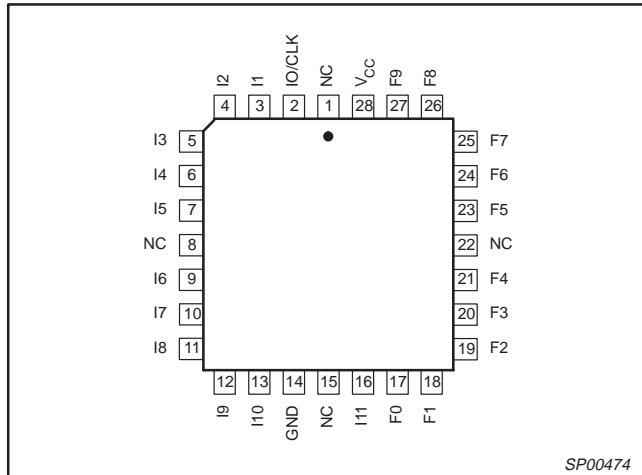 I2 I1 IO/CLK NC VCC F9 F8
4 3 2 1 28 27 26
I3 5 25 F7
I4 6 24 F6
I5 7 23 F5
NC 8 22 NC
I6 9 21 F4
I7 10 20 F3
I8 11 19 F2
12 13 14 15 16 17 18
I9 I10 GND NC I11 F0 F1
SP00474